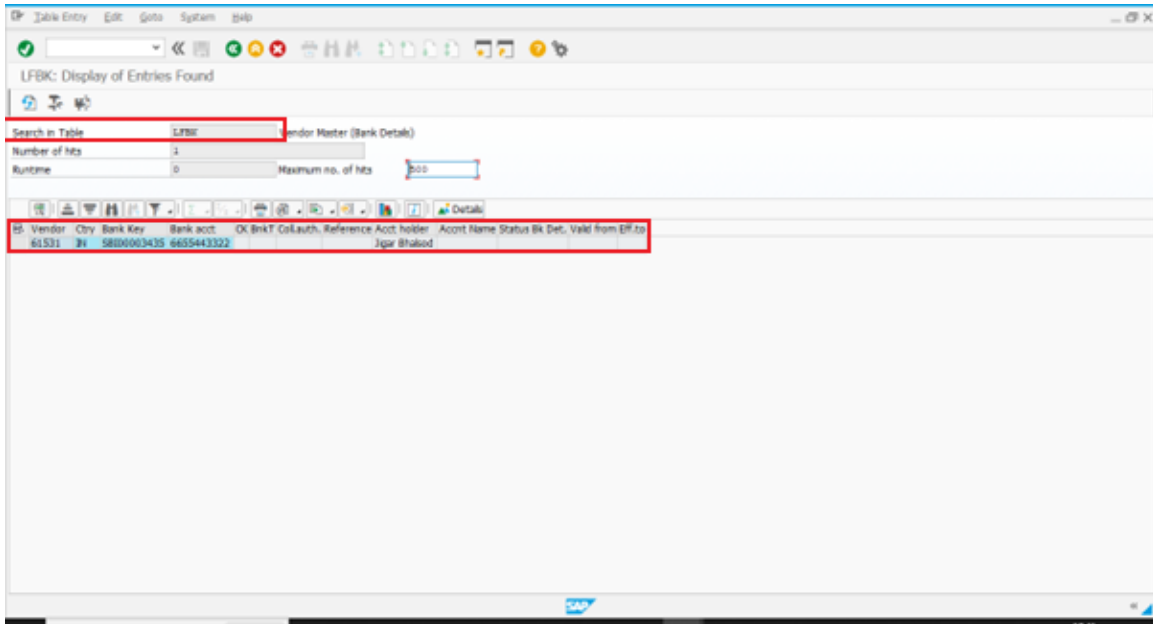 Table Entry Edit Goto System Help
LFBK: Display of Entries Found
Search in Table LFBK Vendor Master (Bank Details)
Number of hits 1
Runtime 0 Maximum no. of hits 500
Details
Vendor Ctry Bank Key Bank acct CK BnkT Coll.auth. Reference Acct holder Accnt Name Status Bk Det. Valid from Eff.to
61531 IN SBI00003435 6655443322 Jigar Bhalsod
SAP